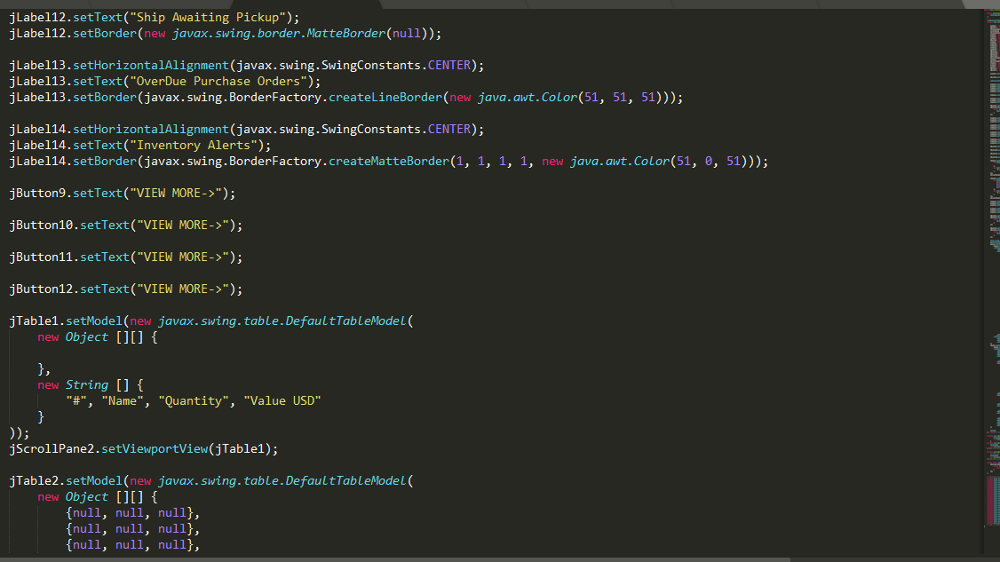 jLabel12.setText("Ship Awaiting Pickup");
jLabel12.setBorder(new javax.swing.border.MatteBorder(null));
jLabel13.setHorizontalAlignment(javax.swing.SwingConstants.CENTER);
jLabel13.setText("OverDue Purchase Orders");
jLabel13.setBorder(javax.swing.BorderFactory.createLineBorder(new java.awt.Color(51, 51, 51)));
jLabel14.setHorizontalAlignment(javax.swing.SwingConstants.CENTER);
jLabel14.setText("Inventory Alerts");
jLabel14.setBorder(javax.swing.BorderFactory.createMatteBorder(1, 1, 1, 1, new java.awt.Color(51, 0, 51)));
jButton9.setText("VIEW MORE->");
jButton10.setText("VIEW MORE->");
jButton11.setText("VIEW MORE->");
jButton12.setText("VIEW MORE->");
jTable1.setModel(new javax.swing.table.DefaultTableModel(
    new Object [][] {
    },
    new String [] {
        "#", "Name", "Quantity", "Value USD"
    }
));
jScrollPane2.setViewportView(jTable1);
jTable2.setModel(new javax.swing.table.DefaultTableModel(
    new Object [][] {
        {null, null, null},
        {null, null, null},
        {null, null, null},